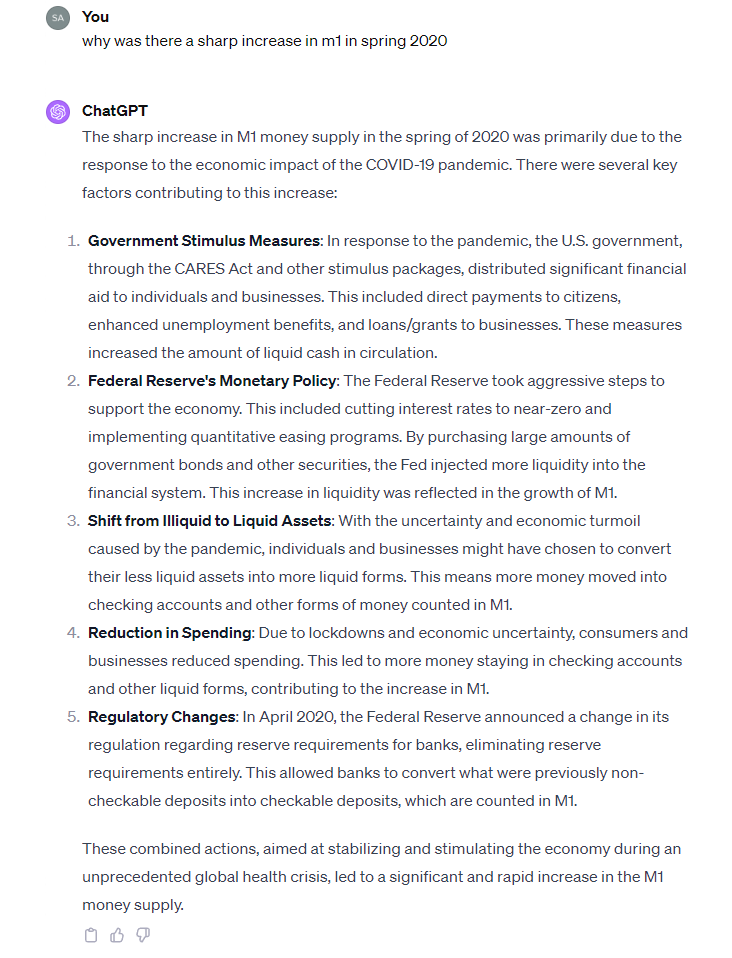 SA
You
why was there a sharp increase in m1 in spring 2020
ChatGPT
The sharp increase in M1 money supply in the spring of 2020 was primarily due to the
response to the economic impact of the COVID-19 pandemic. There were several key
factors contributing to this increase:
1. Government Stimulus Measures: In response to the pandemic, the U.S. government,
through the CARES Act and other stimulus packages, distributed significant financial
aid to individuals and businesses. This included direct payments to citizens,
enhanced unemployment benefits, and loans/grants to businesses. These measures
increased the amount of liquid cash in circulation.
2. Federal Reserve's Monetary Policy: The Federal Reserve took aggressive steps to
support the economy. This included cutting interest rates to near-zero and
implementing quantitative easing programs. By purchasing large amounts of
government bonds and other securities, the Fed injected more liquidity into the
financial system. This increase in liquidity was reflected in the growth of M1.
3. Shift from Illiquid to Liquid Assets: With the uncertainty and economic turmoil
caused by the pandemic, individuals and businesses might have chosen to convert
their less liquid assets into more liquid forms. This means more money moved into
checking accounts and other forms of money counted in M1.
4. Reduction in Spending: Due to lockdowns and economic uncertainty, consumers and
businesses reduced spending. This led to more money staying in checking accounts
and other liquid forms, contributing to the increase in M1.
5. Regulatory Changes: In April 2020, the Federal Reserve announced a change in its
regulation regarding reserve requirements for banks, eliminating reserve
requirements entirely. This allowed banks to convert what were previously non-
checkable deposits into checkable deposits, which are counted in M1.
These combined actions, aimed at stabilizing and stimulating the economy during an
unprecedented global health crisis, led to a significant and rapid increase in the M1
money supply.